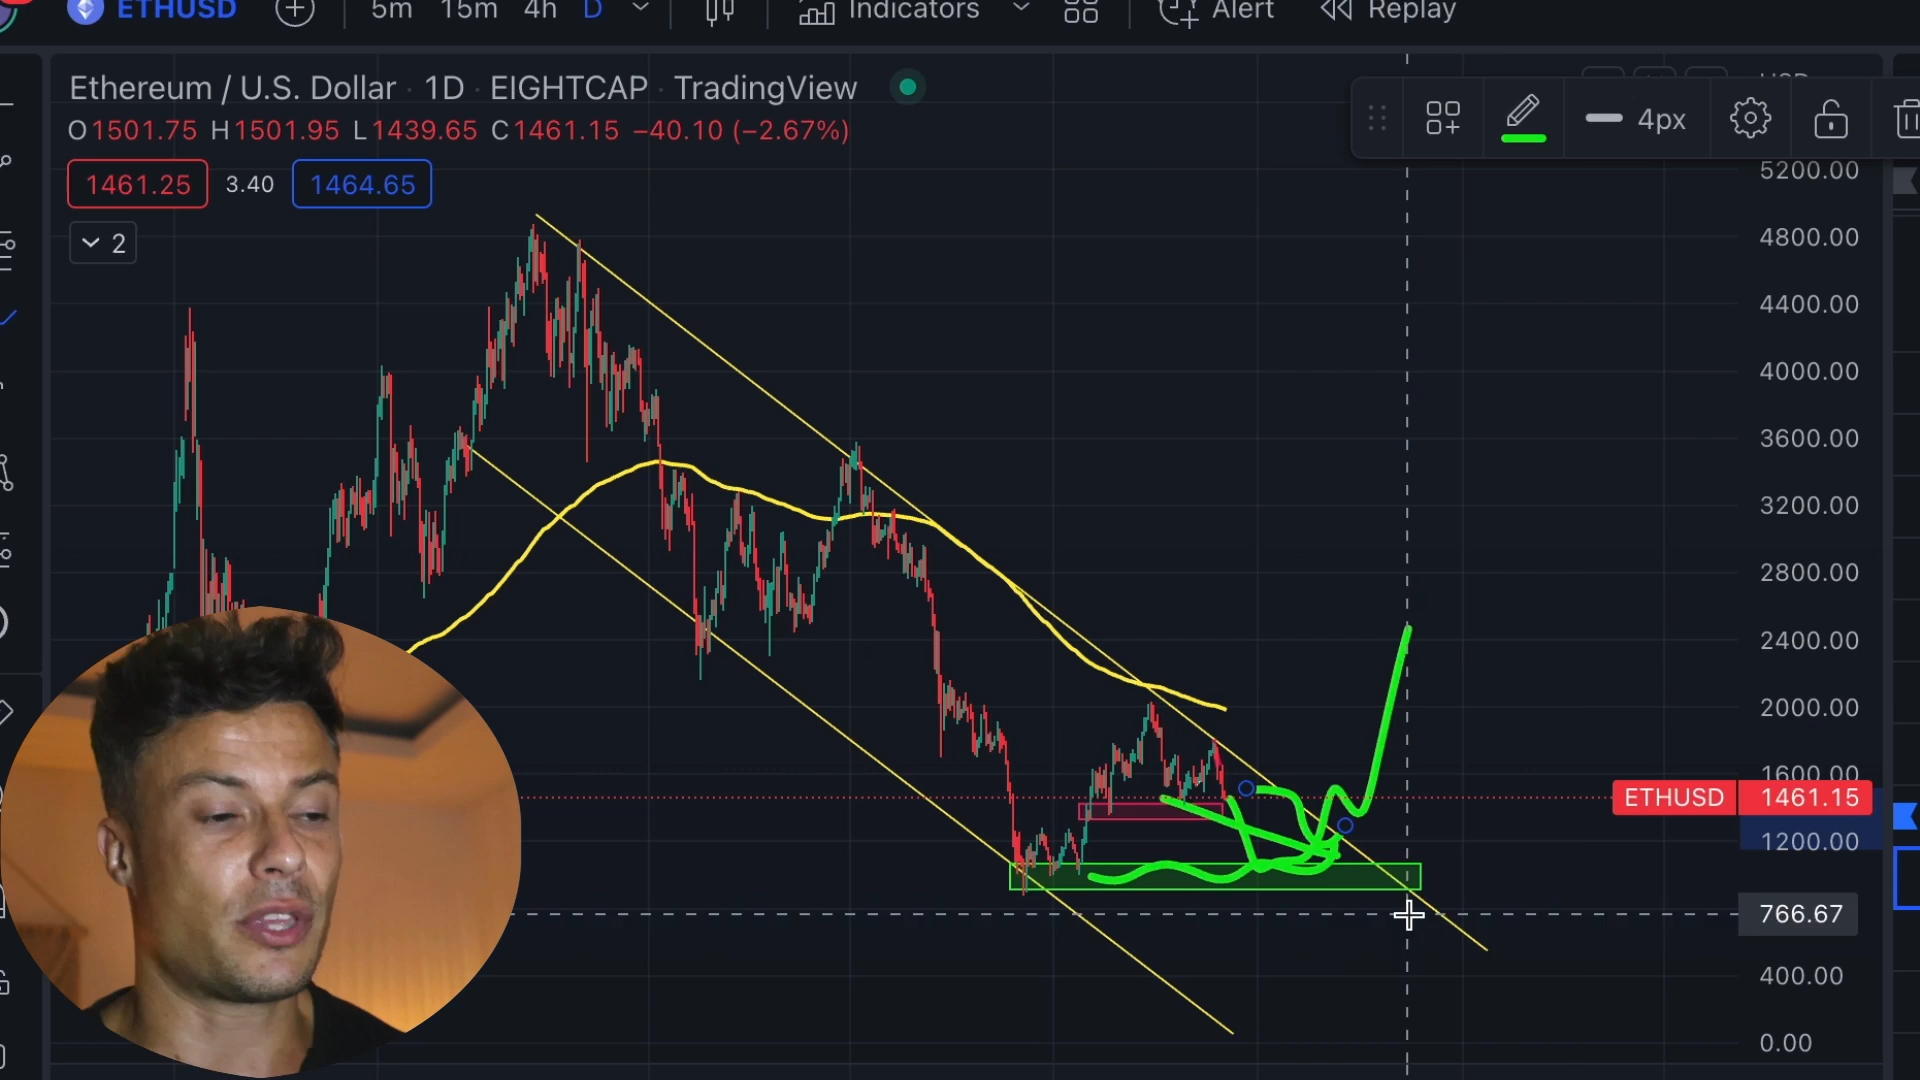 ETHUSD 5m 15m 4h D Indicators Alert Replay
Ethereum / U.S. Dollar · 1D · EIGHTCAP · TradingView
O1501.75 H1501.95 L1439.65 C1461.15 −40.10 (−2.67%)
1461.25 3.40 1464.65
2
4px
5200.00
4800.00
4400.00
4000.00
3600.00
3200.00
2800.00
2400.00
2000.00
1600.00
ETHUSD 1461.15
1200.00
766.67
400.00
0.00